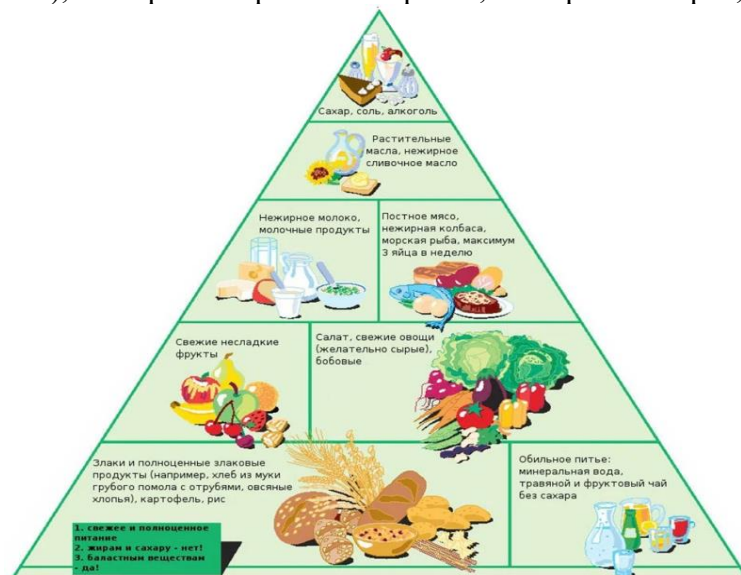 Сахар, соль, алкоголь
Растительные
масла, нежирное
сливочное масло
Нежирное молоко,
молочные продукты
Постное мясо,
нежирная колбаса,
морская рыба, максимум
3 яйца в неделю
Свежие несладкие
фрукты
Салат, свежие овощи
(желательно сырые),
бобовые
Злаки и полноценные злаковые
продукты (например, хлеб из муки
грубого помола с отрубями, овсяные
хлопья), картофель, рис
Обильное питье:
минеральная вода,
травяной и фруктовый чай
без сахара
1. свежее и полноценное
питание
2. жирам и сахару - нет!
3. баластным веществам
- да!